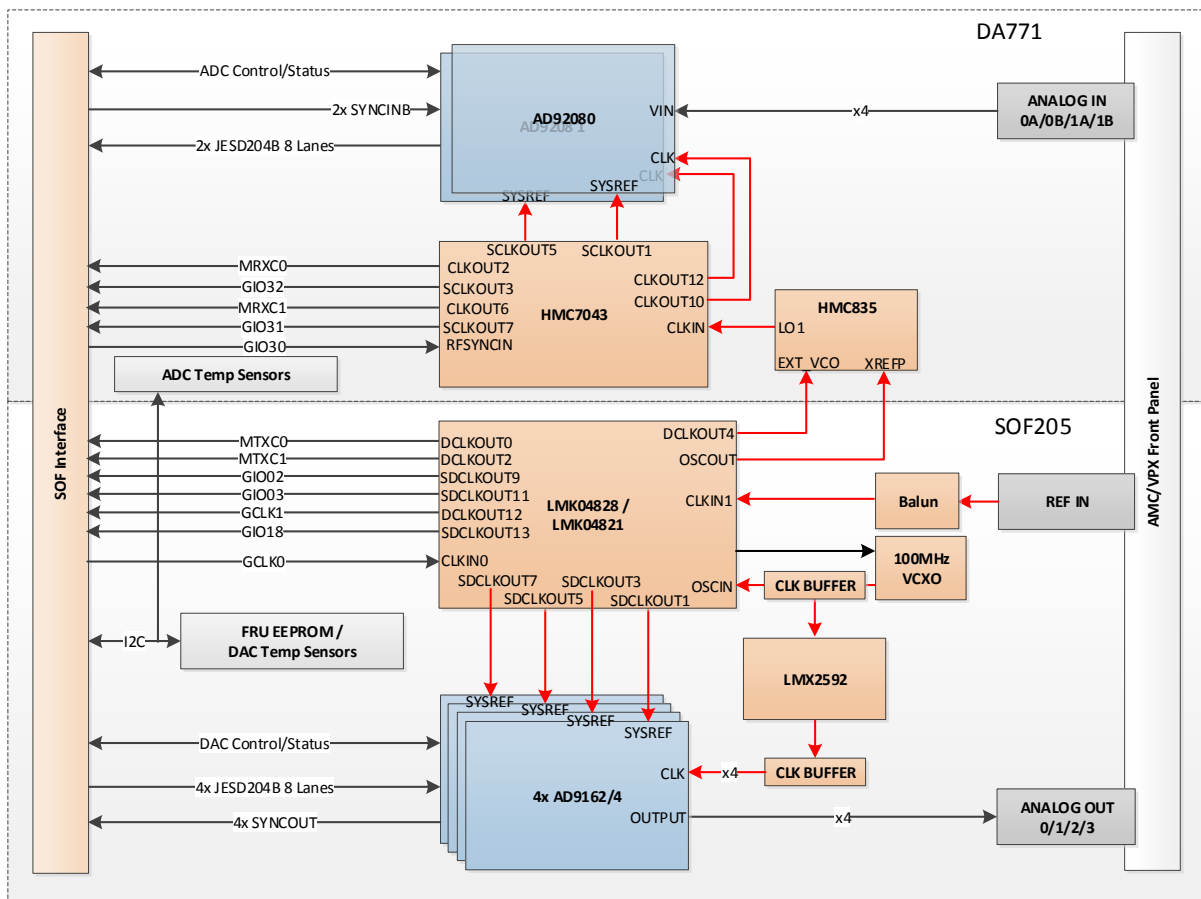 DA771
ADC Control/Status
2x SYNCINB
2x JESD204B 8 Lanes
AD92080
AD9208 1
VIN
CLK
CLK
SYSREF
SYSREF
x4
ANALOG IN
0A/0B/1A/1B
SCLKOUT5
SCLKOUT1
MRXC0
GIO32
MRXC1
GIO31
GIO30
CLKOUT2
SCLKOUT3
CLKOUT6
SCLKOUT7
RFSYNCIN
HMC7043
CLKOUT12
CLKOUT10
CLKIN
HMC835
LO1
EXT_VCO
XREFP
ADC Temp Sensors
SOF Interface
AMC/VPX Front Panel
SOF205
MTXC0
MTXC1
GIO02
GIO03
GCLK1
GIO18
GCLK0
DCLKOUT0
DCLKOUT2
SDCLKOUT9
SDCLKOUT11
DCLKOUT12
SDCLKOUT13
CLKIN0
LMK04828 /
LMK04821
DCLKOUT4
OSCOUT
CLKIN1
OSCIN
SDCLKOUT7
SDCLKOUT5
SDCLKOUT3
SDCLKOUT1
Balun
REF IN
100MHz
VCXO
CLK BUFFER
I2C
FRU EEPROM /
DAC Temp Sensors
LMX2592
CLK BUFFER
SYSREF
SYSREF
SYSREF
SYSREF
DAC Control/Status
4x JESD204B 8 Lanes
4x SYNCOUT
4x AD9162/4
CLK
x4
OUTPUT
x4
ANALOG OUT
0/1/2/3